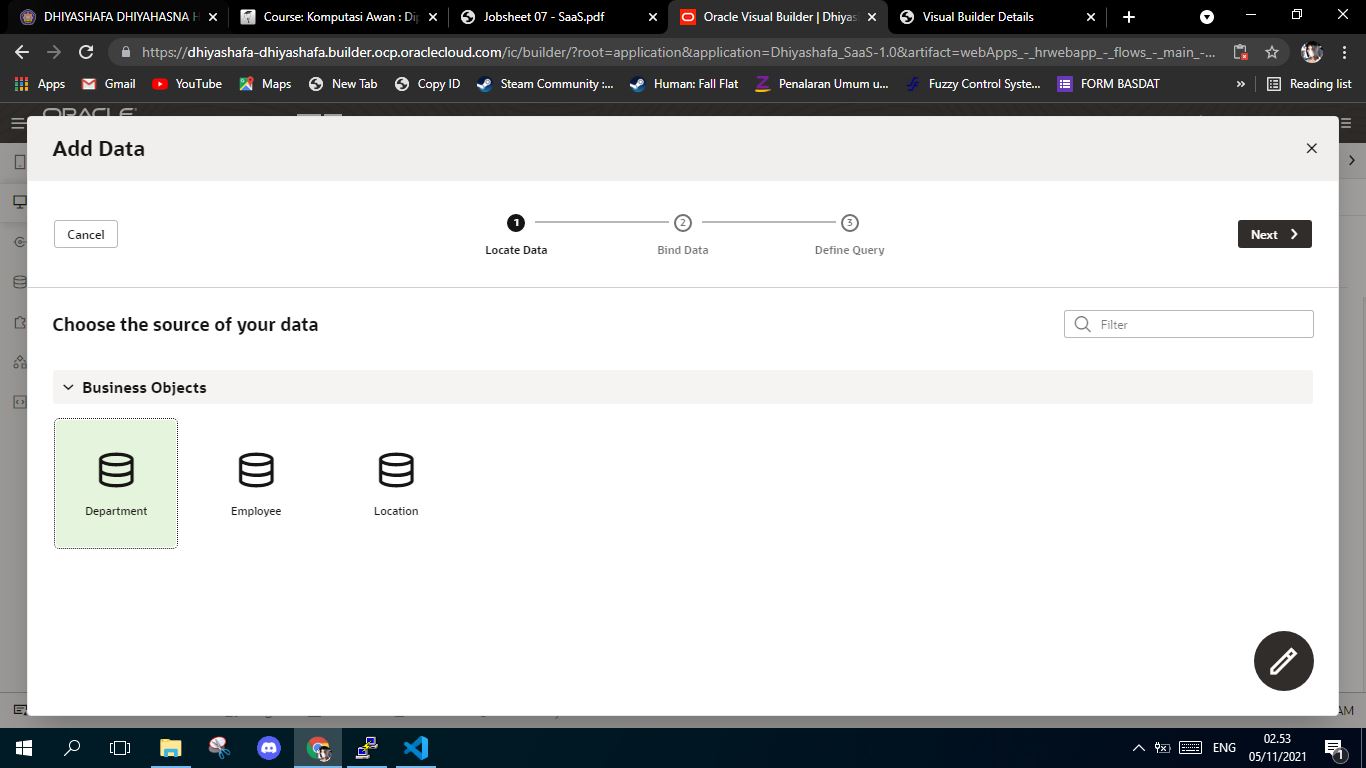 DHIYASHAFA DHIYAHASNA H
Course: Komputasi Awan : Dip
Jobsheet 07 - SaaS.pdf
Oracle Visual Builder | Dhiyash
Visual Builder Details
https://dhiyashafa-dhiyashafa.builder.ocp.oraclecloud.com/ic/builder/?root=application&application=Dhiyashafa_SaaS-1.0&artifact=webApps_-_hrwebapp_-_flows_-_main_-...
Apps
Gmail
YouTube
Maps
New Tab
Copy ID
Steam Community :...
Human: Fall Flat
Penalaran Umum u...
Fuzzy Control Syste...
FORM BASDAT
»
Reading list
ORACLE
Add Data
Cancel
1
2
3
Locate Data
Bind Data
Define Query
Next
Choose the source of your data
Filter
Business Objects
Department
Employee
Location
AM
ENG
02.53
05/11/2021
1